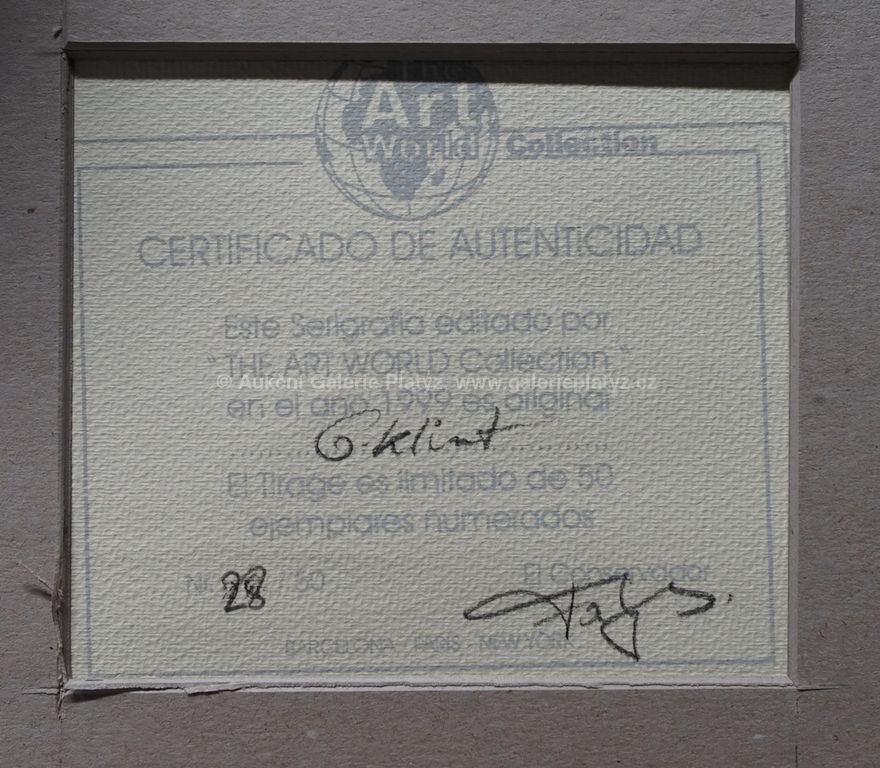 The
Art
World Collection
CERTIFICADO DE AUTENTICIDAD
Este Serigrafia editado por
"THE ART WORLD Collection"
© Aukční Galerie Platýz, www.galerieplatyz.cz
en el año 1999 es original
G. Klimt
El Tirage es limitado de 50
ejemplares numerados
Nr. 28 / 50 El Conservador
BARCELONA - PARIS - NEW YORK